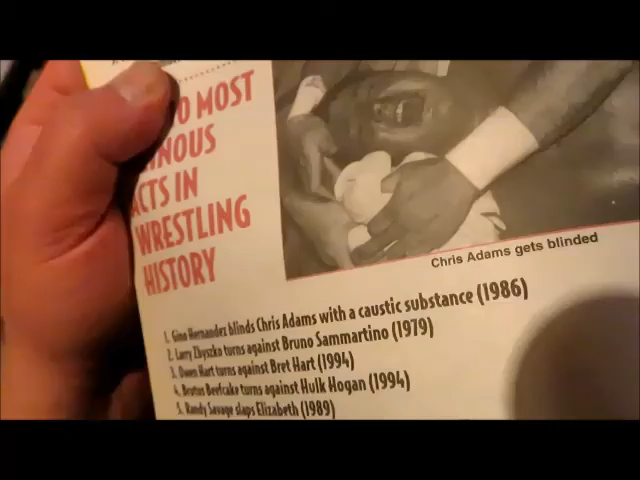 0 MOST
INOUS
ACTS IN
WRESTLING
HISTORY
Chris Adams gets blinded
1. Gino Hernandez blinds Chris Adams with a caustic substance (1986)
2. Larry Zbyszko turns against Bruno Sammartino (1979)
3. Owen Hart turns against Bret Hart (1994)
4. Brutus Beefcake turns against Hulk Hogan (1994)
5. Randy Savage slaps Elizabeth (1989)